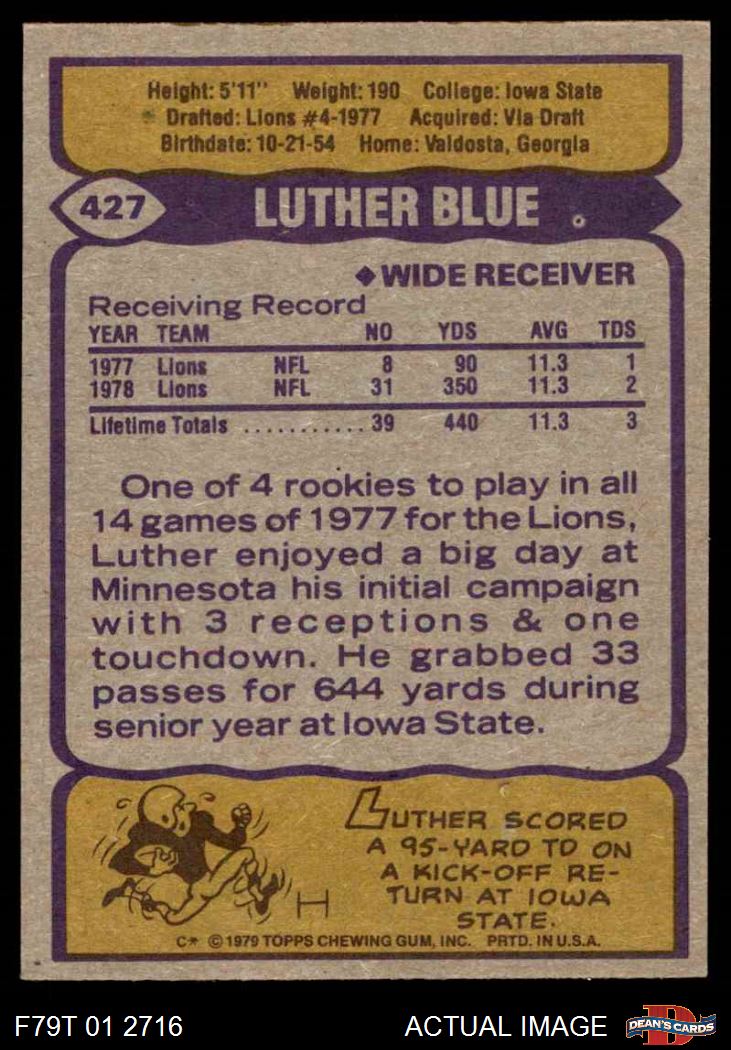 Height: 5'11" Weight: 190 College: Iowa State
Drafted: Lions #4-1977 Acquired: Via Draft
Birthdate: 10-21-54 Home: Valdosta, Georgia
427 LUTHER BLUE
◆WIDE RECEIVER
Receiving Record
YEAR TEAM NO YDS AVG TDS
1977 Lions NFL 8 90 11.3 1
1978 Lions NFL 31 350 11.3 2
Lifetime Totals ........... 39 440 11.3 3
One of 4 rookies to play in all
14 games of 1977 for the Lions,
Luther enjoyed a big day at
Minnesota his initial campaign
with 3 receptions & one
touchdown. He grabbed 33
passes for 644 yards during
senior year at Iowa State.
LUTHER SCORED
A 95-YARD TD ON
A KICK-OFF RE-
TURN AT IOWA
STATE.
C* © 1979 TOPPS CHEWING GUM, INC. PRTD. IN U.S.A.
F79T 01 2716 ACTUAL IMAGE D DEAN'S CARDS